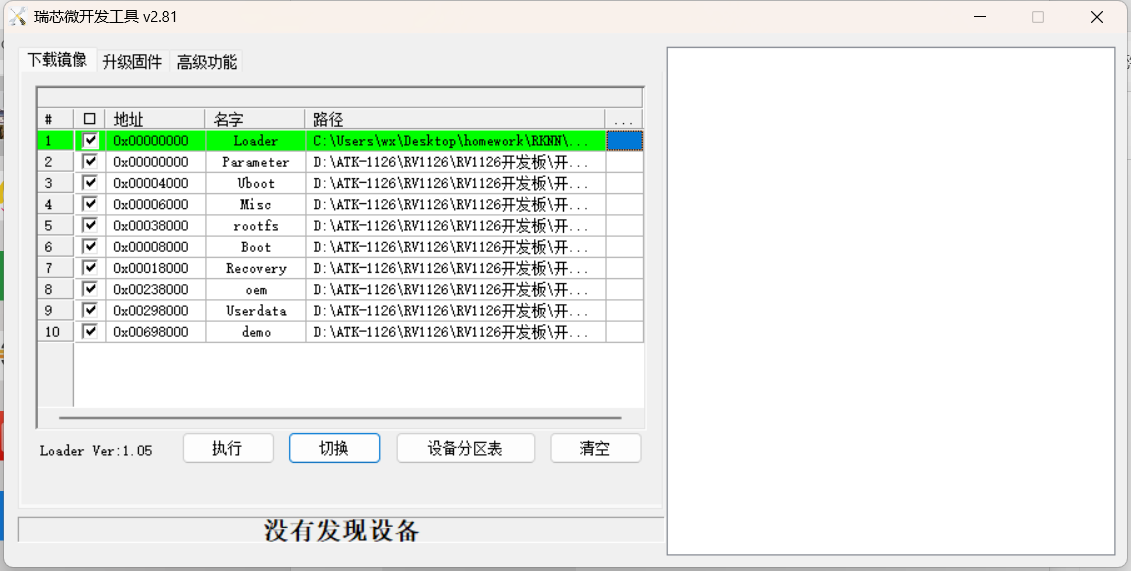 瑞芯微开发工具 v2.81
下载镜像 升级固件 高级功能
# 地址 名字 路径 ...
1 0x00000000 Loader C:\Users\wx\Desktop\homework\RKNN\...
2 0x00000000 Parameter D:\ATK-1126\RV1126\RV1126开发板\开...
3 0x00004000 Uboot D:\ATK-1126\RV1126\RV1126开发板\开...
4 0x00006000 Misc D:\ATK-1126\RV1126\RV1126开发板\开...
5 0x00038000 rootfs D:\ATK-1126\RV1126\RV1126开发板\开...
6 0x00008000 Boot D:\ATK-1126\RV1126\RV1126开发板\开...
7 0x00018000 Recovery D:\ATK-1126\RV1126\RV1126开发板\开...
8 0x00238000 oem D:\ATK-1126\RV1126\RV1126开发板\开...
9 0x00298000 Userdata D:\ATK-1126\RV1126\RV1126开发板\开...
10 0x00698000 demo D:\ATK-1126\RV1126\RV1126开发板\开...
Loader Ver:1.05 执行 切换 设备分区表 清空
没有发现设备